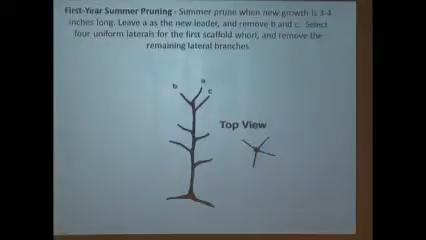 First-Year Summer Pruning - Summer prune when new growth is 3-4
inches long. Leave a as the new leader, and remove b and c. Select
four uniform laterals for the first scaffold whorl, and remove the
remaining lateral branches.
a
b
c
Top View